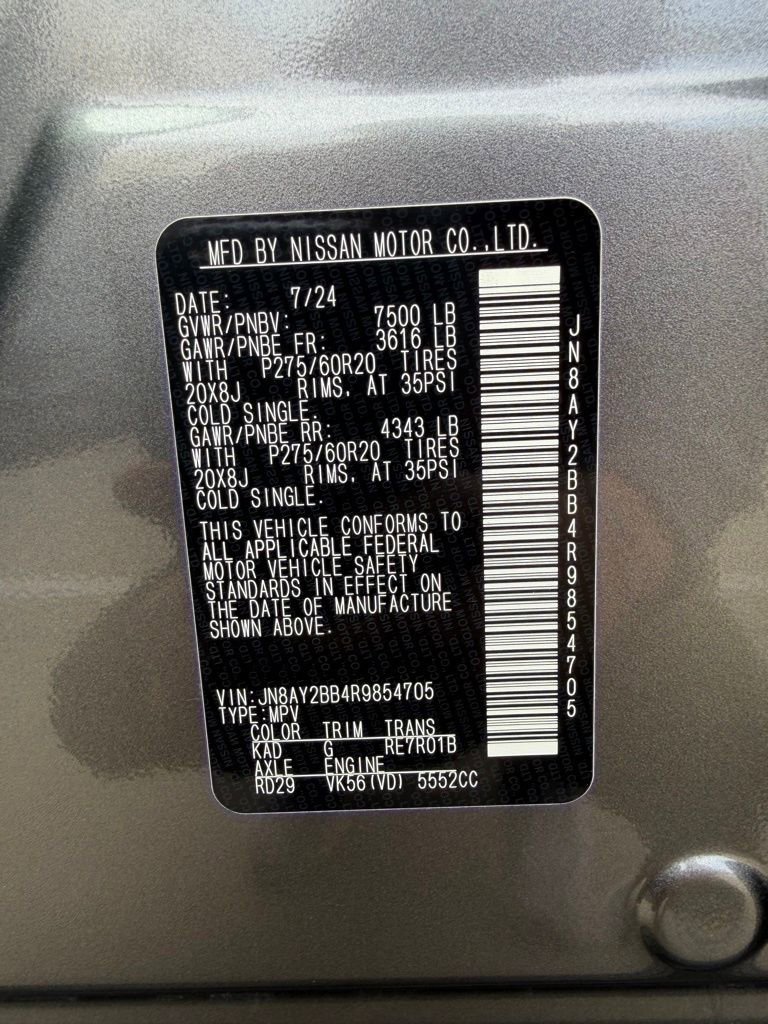 MFD BY NISSAN MOTOR CO.,LTD.
DATE: 7/24
GVWR/PNBV: 7500 LB
GAWR/PNBE FR: 3616 LB
WITH P275/60R20 TIRES
20X8J RIMS, AT 35PSI
COLD SINGLE.
GAWR/PNBE RR: 4343 LB
WITH P275/60R20 TIRES
20X8J RIMS, AT 35PSI
COLD SINGLE.
THIS VEHICLE CONFORMS TO
ALL APPLICABLE FEDERAL
MOTOR VEHICLE SAFETY
STANDARDS IN EFFECT ON
THE DATE OF MANUFACTURE
SHOWN ABOVE.
VIN:JN8AY2BB4R9854705
TYPE:MPV
COLOR TRIM TRANS
KAD G RE7R01B
AXLE ENGINE
RD29 VK56(VD) 5552CC
JN8AY2BB4R9854705